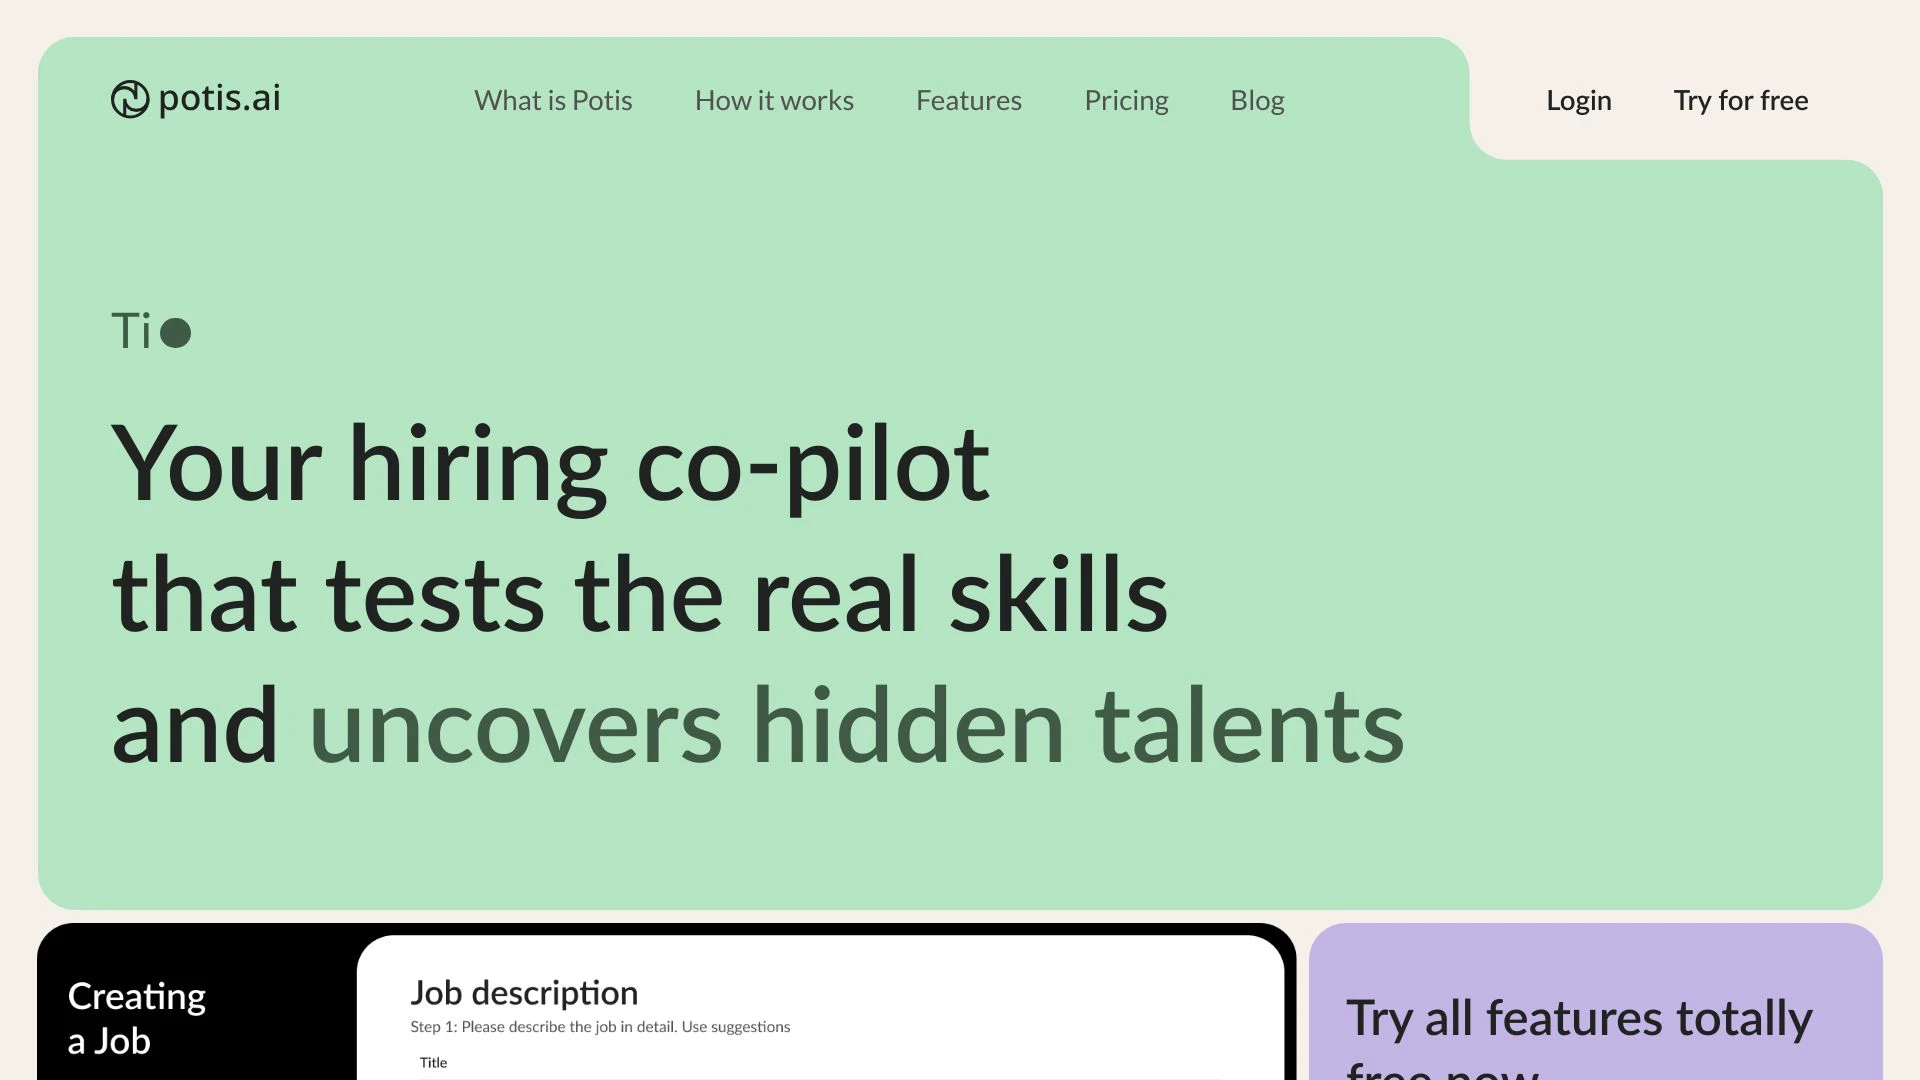 potis.ai
What is Potis
How it works
Features
Pricing
Blog
Login
Try for free
Ti
Your hiring co-pilot
that tests the real skills
and uncovers hidden talents
Creating
a Job
Job description
Step 1: Please describe the job in detail. Use suggestions
Title
Try all features totally
free now